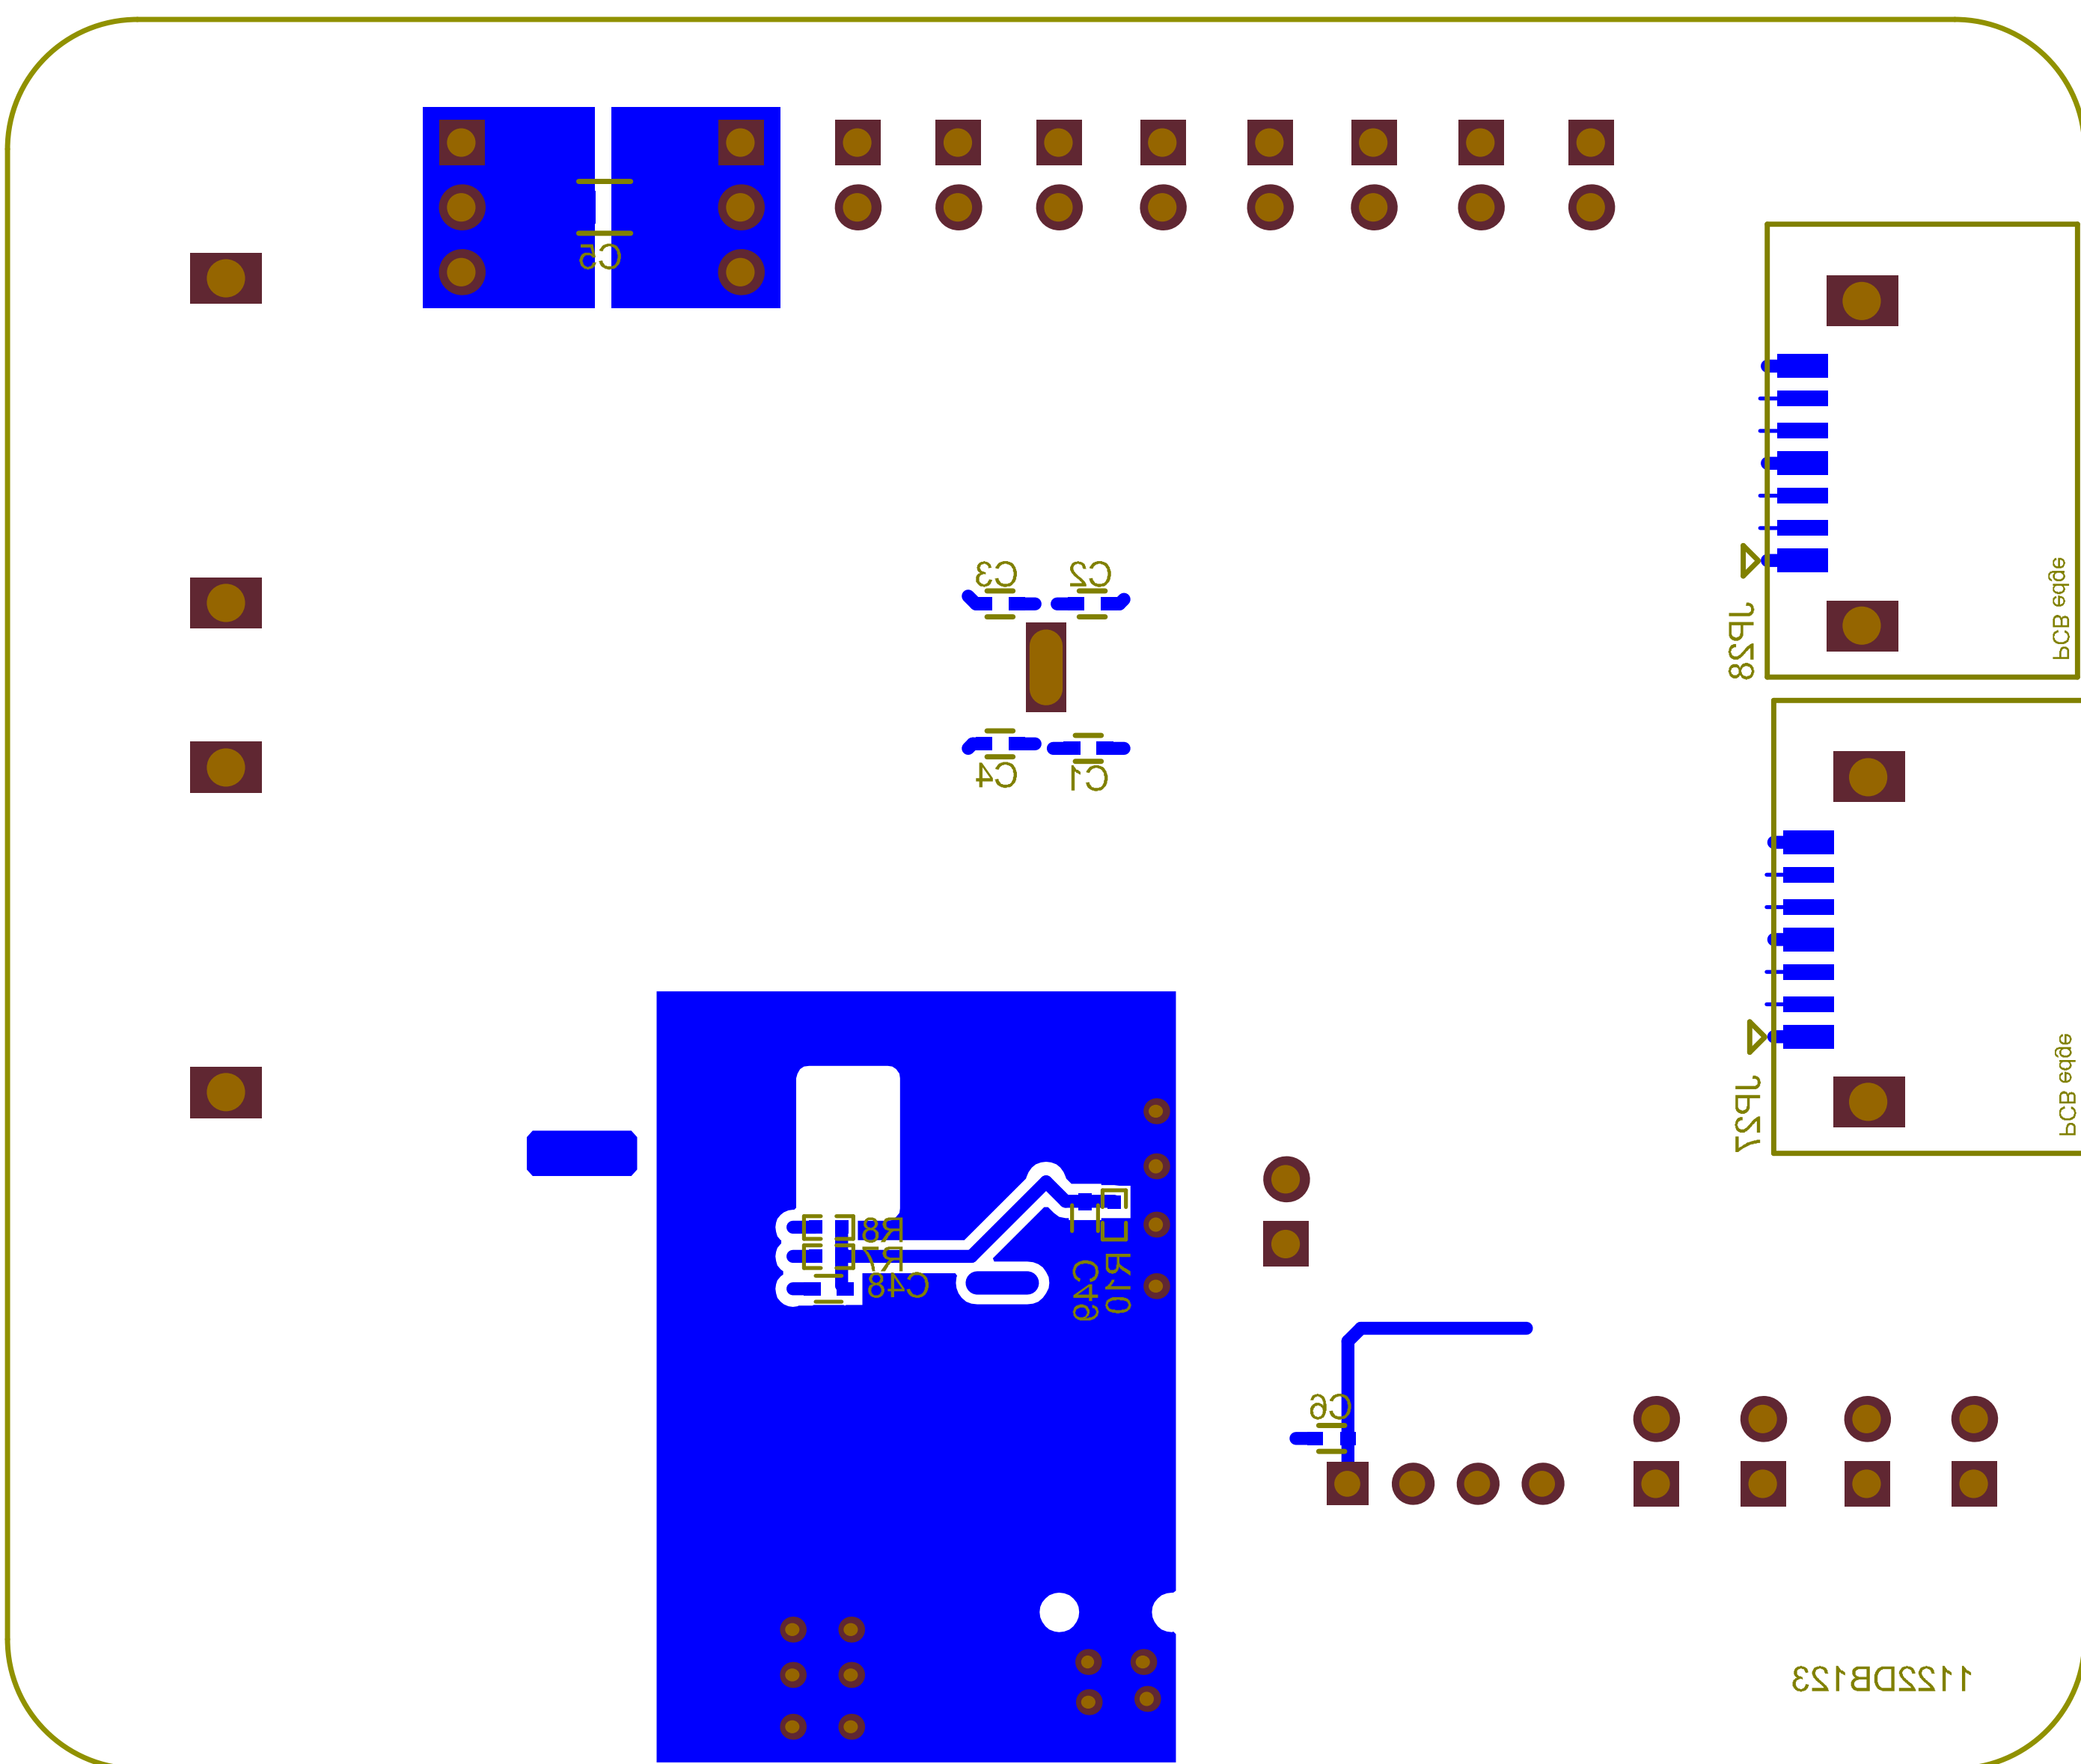 C5
C3
C2
JP28
PCB edge
C4
C1
JP27
PCB edge
R8
R7
C48
C49
R10
C6
1122DB123